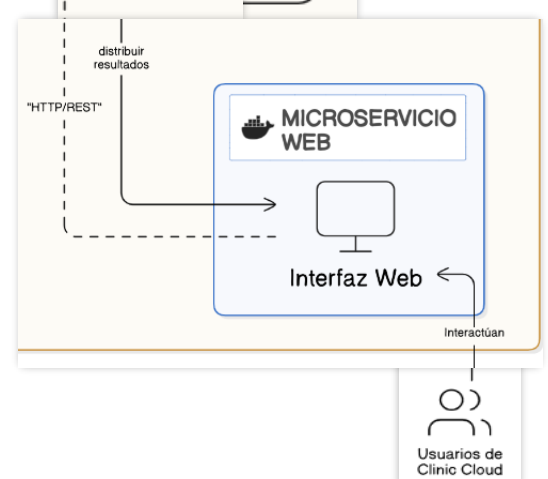 distribuir
resultados
"HTTP/REST"
MICROSERVICIO
WEB
Interfaz Web
Interactúan
Usuarios de
Clinic Cloud